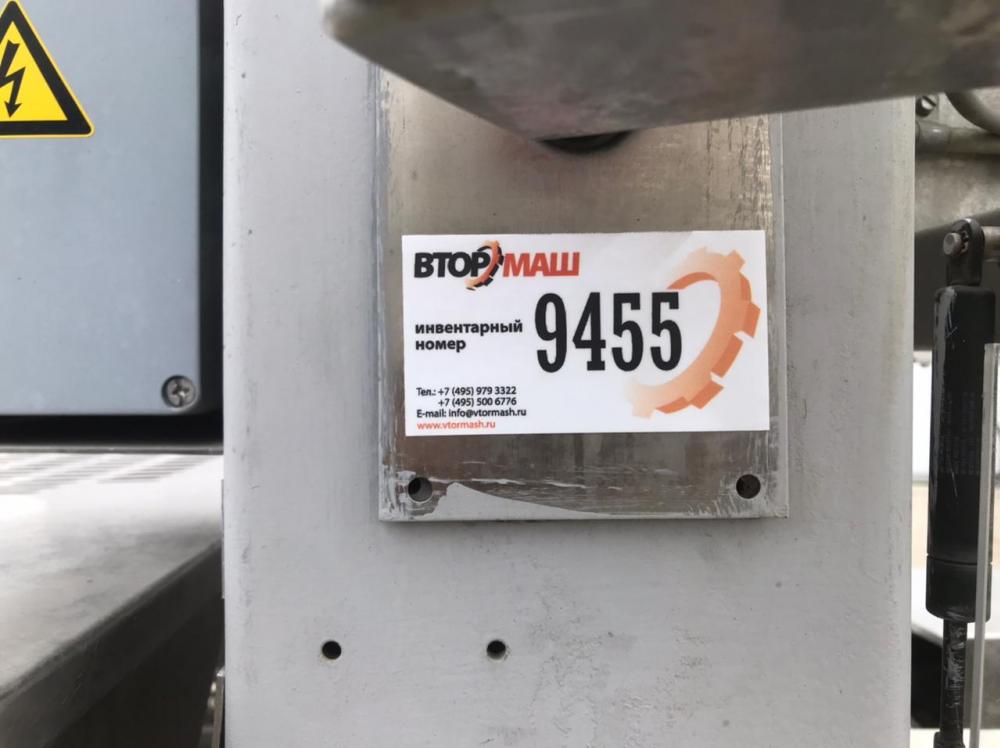 ВТОРМАШ
инвентарный
номер
9455
Тел.: +7 (495) 979 3322
+7 (495) 500 6776
E-mail: info@vtormash.ru
www.vtormash.ru